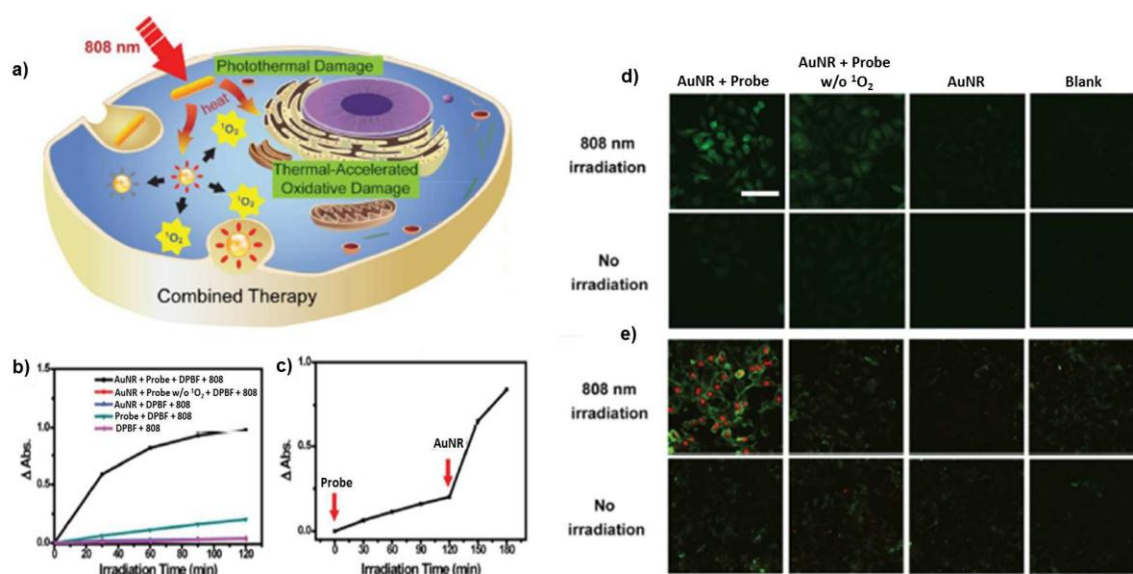 a)
808 nm
Photothermal Damage
heat
¹O₂
Thermal-Accelerated
Oxidative Damage
¹O₂
¹O₂
Combined Therapy
b)
Δ Abs.
1.5
1.0
0.5
0.0
AuNR + Probe + DPBF + 808
AuNR + Probe w/o ¹O₂ + DPBF + 808
AuNR + DPBF + 808
Probe + DPBF + 808
DPBF + 808
0 20 40 60 80 100 120
Irradiation Time (min)
c)
Δ Abs.
1.0
0.5
0.0
Probe
AuNR
0 30 60 90 120 150 180
Irradiation Time (min)
d)
AuNR + Probe
AuNR + Probe
w/o ¹O₂
AuNR
Blank
808 nm
irradiation
No
irradiation
e)
808 nm
irradiation
No
irradiation